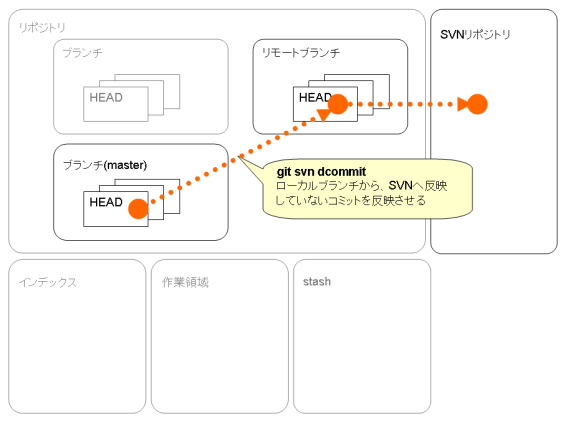 リポジトリ
SVNリポジトリ
ブランチ
リモートブランチ
HEAD
HEAD
ブランチ(master)
HEAD
git svn dcommit
ローカルブランチから、SVNへ反映
していないコミットを反映させる
インデックス
作業領域
stash